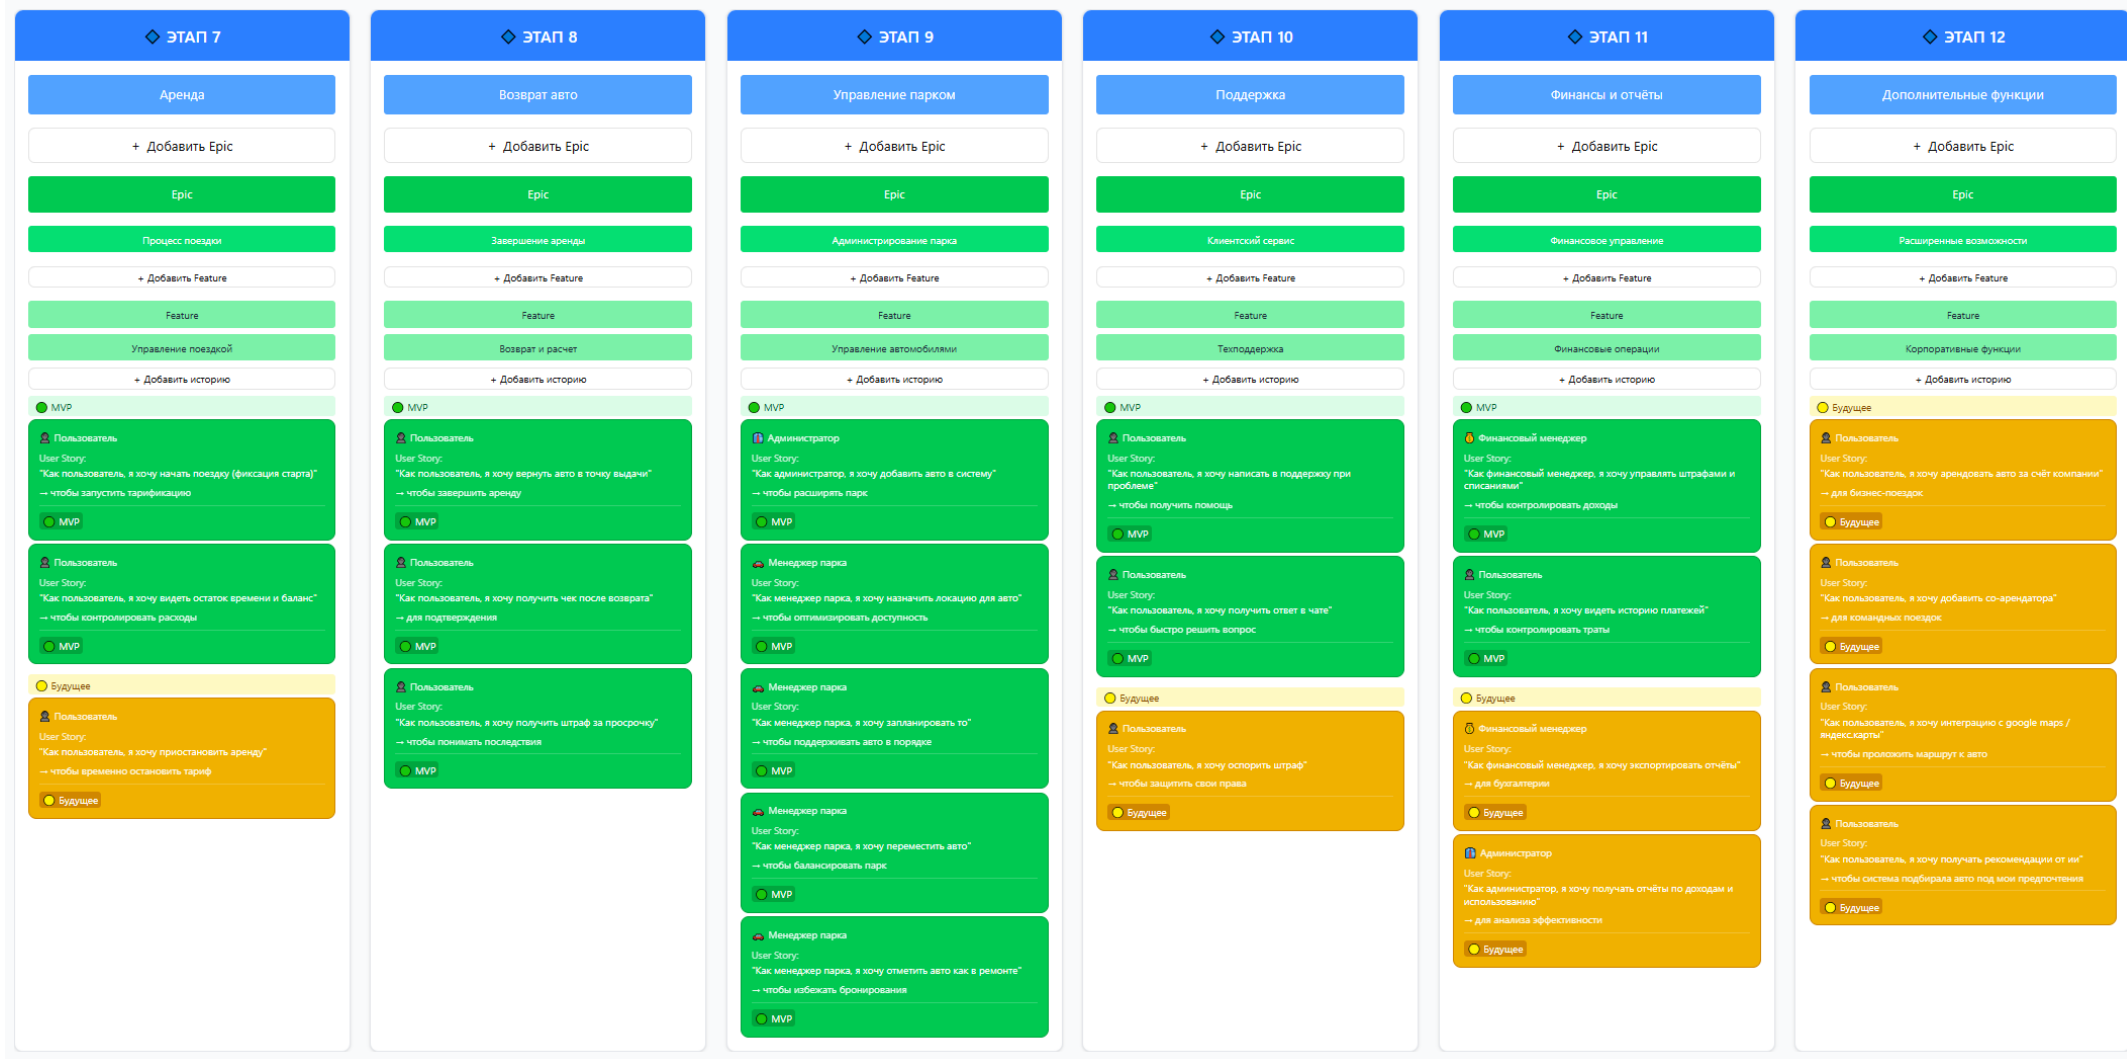 ЭТАП 7
Аренда
+ Добавить Epic
Epic
Процесс поездки
+ Добавить Feature
Feature
Управление поездкой
+ Добавить историю
MVP
Пользователь
User Story:
"Как пользователь, я хочу начать поездку (фиксация старта)"
→ чтобы запустить тарификацию
MVP
Пользователь
User Story:
"Как пользователь, я хочу видеть остаток времени и баланс"
→ чтобы контролировать расходы
MVP
Будущее
Пользователь
User Story:
"Как пользователь, я хочу приостановить аренду"
→ чтобы временно остановить тариф
Будущее
ЭТАП 8
Возврат авто
+ Добавить Epic
Epic
Завершение аренды
+ Добавить Feature
Feature
Возврат и расчет
+ Добавить историю
MVP
Пользователь
User Story:
"Как пользователь, я хочу вернуть авто в точку выдачи"
→ чтобы завершить аренду
MVP
Пользователь
User Story:
"Как пользователь, я хочу получить чек после возврата"
→ для подтверждения
MVP
Пользователь
User Story:
"Как пользователь, я хочу получить штраф за просрочку"
→ чтобы понимать последствия
MVP
ЭТАП 9
Управление парком
+ Добавить Epic
Epic
Администрирование парка
+ Добавить Feature
Feature
Управление автомобилями
+ Добавить историю
MVP
Администратор
User Story:
"Как администратор, я хочу добавить авто в систему"
→ чтобы расширять парк
MVP
Менеджер парка
User Story:
"Как менеджер парка, я хочу назначить локацию для авто"
→ чтобы оптимизировать доступность
MVP
Менеджер парка
User Story:
"Как менеджер парка, я хочу запланировать то"
→ чтобы поддерживать авто в порядке
MVP
Менеджер парка
User Story:
"Как менеджер парка, я хочу переместить авто"
→ чтобы балансировать парк
MVP
Менеджер парка
User Story:
"Как менеджер парка, я хочу отметить авто как в ремонте"
→ чтобы избежать бронирования
MVP
ЭТАП 10
Поддержка
+ Добавить Epic
Epic
Клиентский сервис
+ Добавить Feature
Feature
Техподдержка
+ Добавить историю
MVP
Пользователь
User Story:
"Как пользователь, я хочу написать в поддержку при
проблеме"
→ чтобы получить помощь
MVP
Пользователь
User Story:
"Как пользователь, я хочу получить ответ в чате"
→ чтобы быстро решить вопрос
MVP
Будущее
Пользователь
User Story:
"Как пользователь, я хочу оспорить штраф"
→ чтобы защитить свои права
Будущее
ЭТАП 11
Финансы и отчёты
+ Добавить Epic
Epic
Финансовое управление
+ Добавить Feature
Feature
Финансовые операции
+ Добавить историю
MVP
Финансовый менеджер
User Story:
"Как финансовый менеджер, я хочу управлять штрафами и
списаниями"
→ чтобы контролировать доходы
MVP
Пользователь
User Story:
"Как пользователь, я хочу видеть историю платежей"
→ чтобы контролировать траты
MVP
Будущее
Финансовый менеджер
User Story:
"Как финансовый менеджер, я хочу экспортировать отчёты"
→ для бухгалтерии
Будущее
Администратор
User Story:
"Как администратор, я хочу получать отчёты по доходам и
использованию"
→ для анализа эффективности
Будущее
ЭТАП 12
Дополнительные функции
+ Добавить Epic
Epic
Расширенные возможности
+ Добавить Feature
Feature
Корпоративные функции
+ Добавить историю
Будущее
Пользователь
User Story:
"Как пользователь, я хочу арендовать авто за счёт компании"
→ для бизнес-поездок
Будущее
Пользователь
User Story:
"Как пользователь, я хочу добавить со-арендатора"
→ для командных поездок
Будущее
Пользователь
User Story:
"Как пользователь, я хочу интеграцию с google maps /
яндекс.карты"
→ чтобы проложить маршрут к авто
Будущее
Пользователь
User Story:
"Как пользователь, я хочу получать рекомендации от ии"
→ чтобы система подбирала авто под мои предпочтения
Будущее